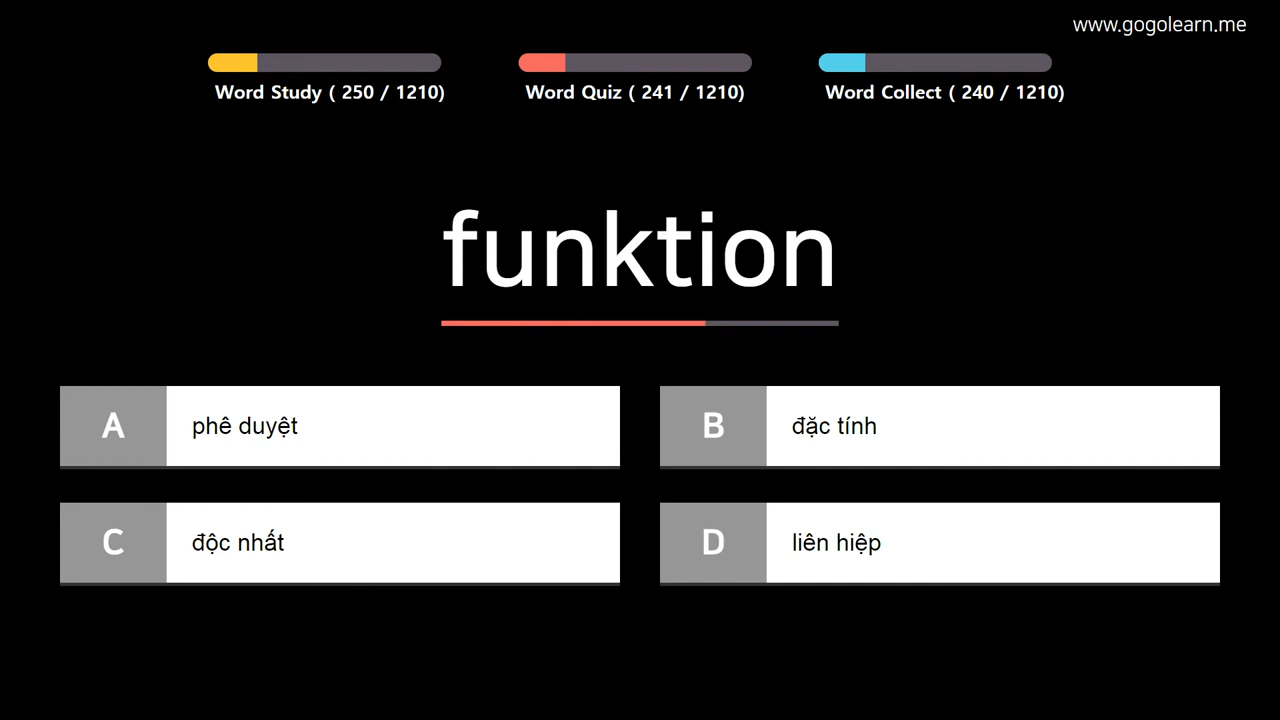 www.gogolearn.me
Word Study ( 250 / 1210)
Word Quiz ( 241 / 1210)
Word Collect ( 240 / 1210)
funktion
A phê duyệt
B đặc tính
C độc nhất
D liên hiệp